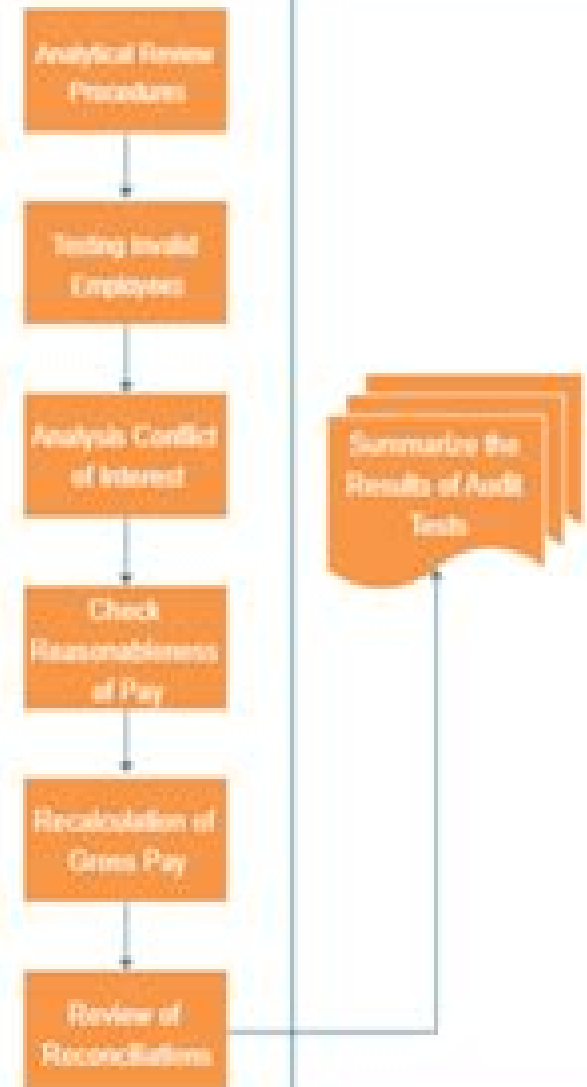 Analytical Review
Procedures
Testing Invalid
Employees
Analysis Conflict
of Interest
Check
Reasonableness
of Pay
Recalculation of
Gross Pay
Review of
Reconciliations
Summarize the
Results of Audit
Tests